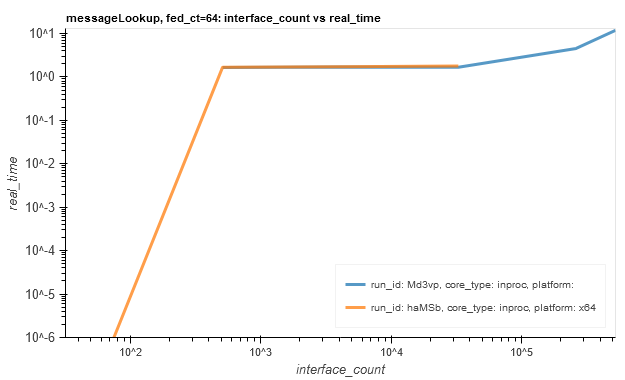 messageLookup, fed_ct=64: interface_count vs real_time
10^1
10^0
10^-1
10^-2
10^-3
10^-4
10^-5
10^-6
real_time
run_id: Md3vp, core_type: inproc, platform:
run_id: haMSb, core_type: inproc, platform: x64
10^2
10^3
10^4
10^5
interface_count